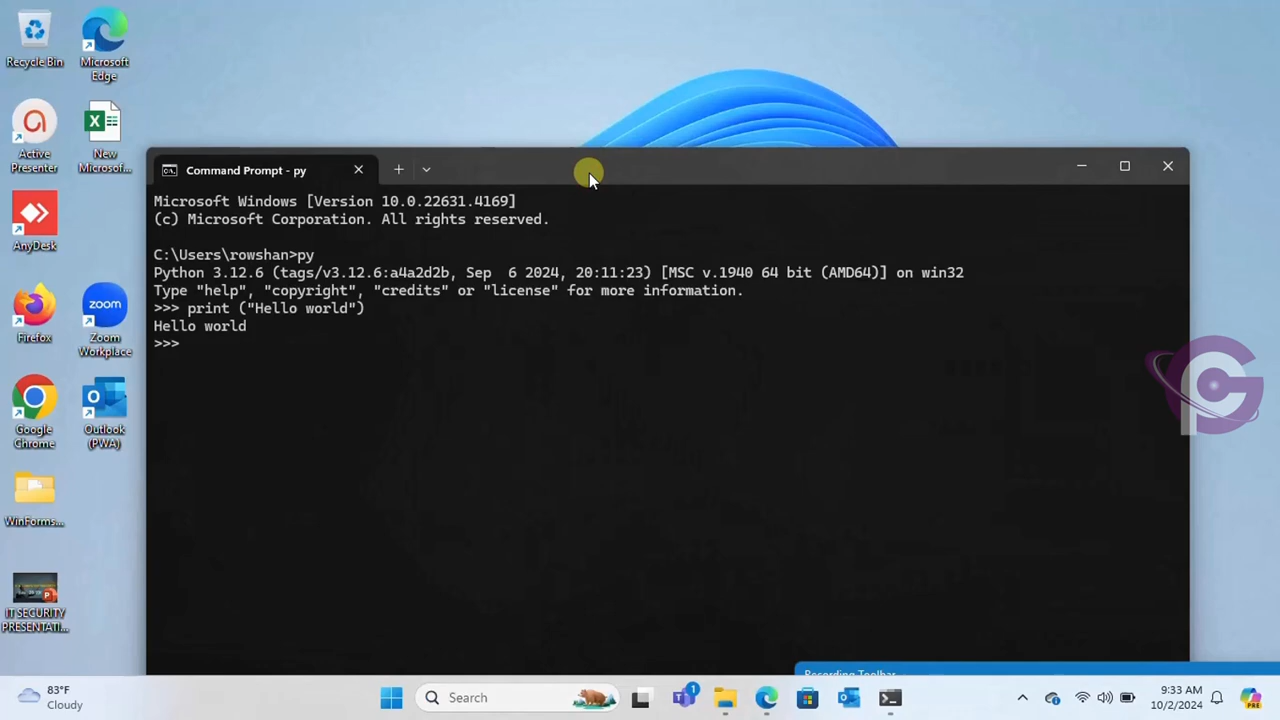 Recycle Bin
Microsoft
Edge
Active
Presenter
New
Microsof...
AnyDesk
Firefox
Zoom
Workplace
Google
Chrome
Outlook
(PWA)
WinForms...
IT SECURITY
PRESENTATI...
Command Prompt - py
Microsoft Windows [Version 10.0.22631.4169]
(c) Microsoft Corporation. All rights reserved.
C:\Users\rowshan>py
Python 3.12.6 (tags/v3.12.6:a4a2d2b, Sep  6 2024, 20:11:23) [MSC v.1940 64 bit (AMD64)] on win32
Type "help", "copyright", "credits" or "license" for more information.
>>> print ("Hello world")
Hello world
>>>
zoom
Recording Toolbar
83°F
Cloudy
Search
1
9:33 AM
10/2/2024
PRE